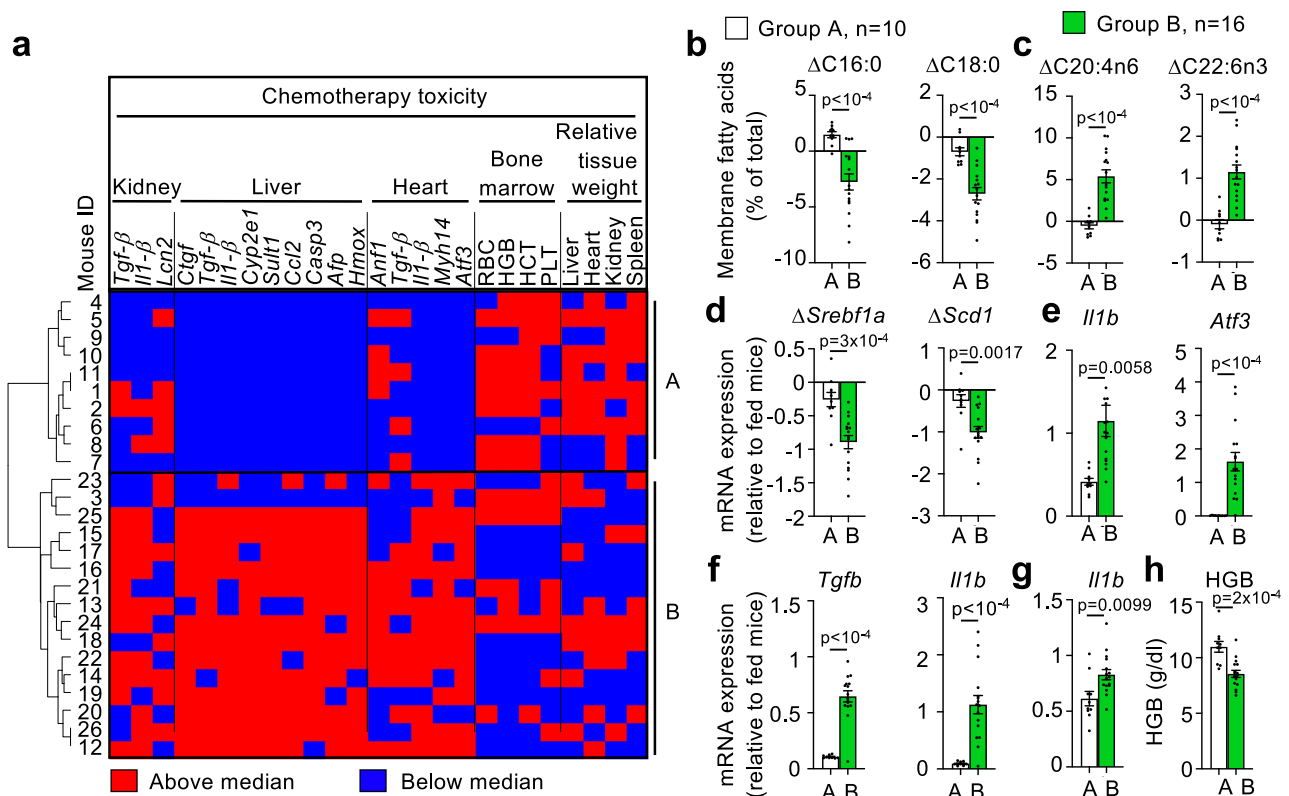 a
Chemotherapy toxicity
Kidney
Liver
Heart
Bone
marrow
Relative
tissue
weight
Mouse ID
Tgf-β
Il1-β
Lcn2
Ctgf
Tgf-β
Il1-β
Cyp2e1
Sult1
Ccl2
Casp3
Afp
Hmox
Anf1
Tgf-β
Il1-β
Myh14
Atf3
RBC
HGB
HCT
PLT
Liver
Heart
Kidney
Spleen
4
5
9
10
11
1
2
6
8
7
23
3
25
15
17
16
21
13
24
18
22
14
19
20
26
12
A
B
Above median
Below median
Group A, n=10
Group B, n=16
b
Membrane fatty acids
(% of total)
ΔC16:0
p<10-4
5
0
-5
-10
A B
ΔC18:0
p<10-4
2
0
-2
-4
-6
A B
c
ΔC20:4n6
p<10-4
15
10
5
0
-5
A B
ΔC22:6n3
p<10-4
3
2
1
0
-1
A B
d
mRNA expression
(relative to fed mice)
ΔSrebf1a
p=3x10-4
0.5
0
-0.5
-1
-1.5
-2
A B
ΔScd1
p=0.0017
1
0
-1
-2
-3
A B
e
Il1b
p=0.0058
2
1
0
A B
Atf3
p<10-4
5
4
3
2
1
0
A B
f
mRNA expression
(relative to fed mice)
Tgfb
p<10-4
1.5
1
0.5
0
A B
Il1b
p<10-4
3
2
1
0
A B
g
Il1b
p=0.0099
1.5
1
0.5
0
A B
h
HGB
p=2x10-4
HGB (g/dl)
15
10
5
0
A B